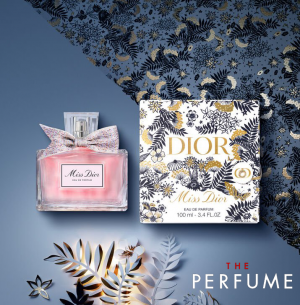 Miss Dior
EAU DE PARFUM
DIOR
Miss Dior
EAU DE PARFUM
100 ml - 3.4 FL.OZ
THE
PERFUME